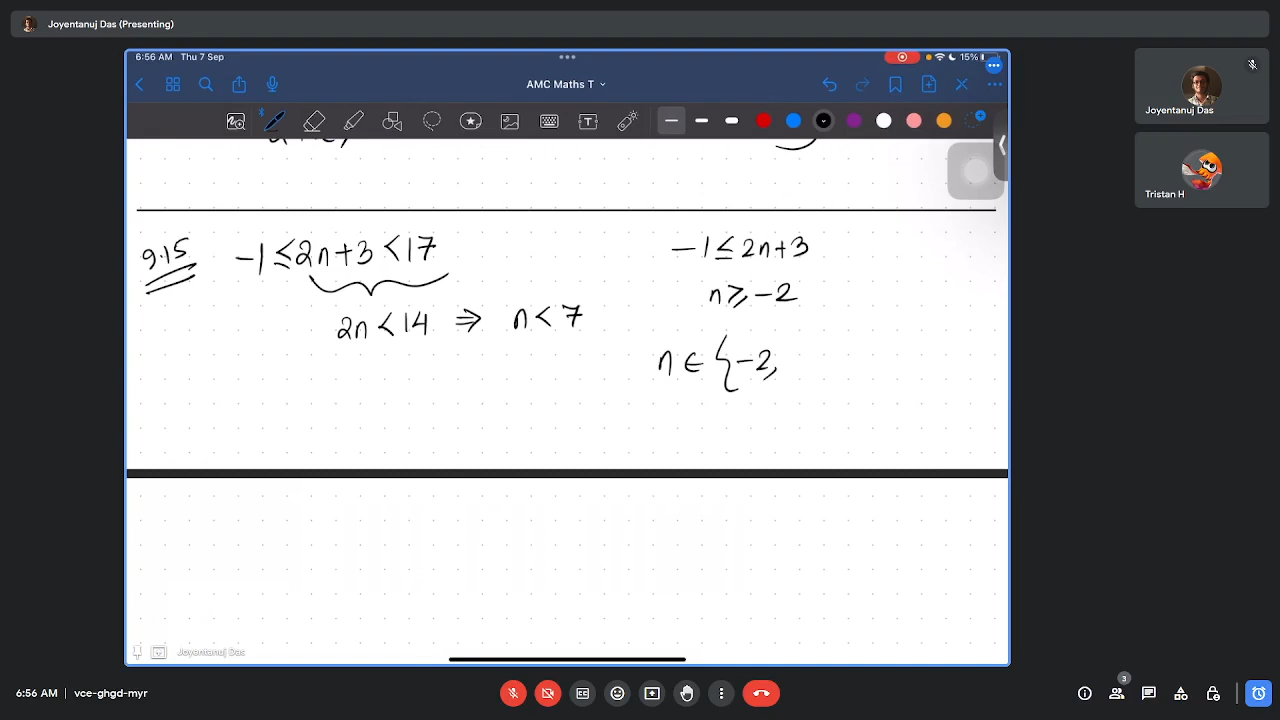 Joyentanuj Das (Presenting)
6:56 AM Thu 7 Sep
15%
AMC Maths T
9.15
-1 ≤ 2n+3 < 17
2n < 14 ⇒ n < 7
-1 ≤ 2n+3
n ≥ -2
n ∈ {-2,
Joyentanuj Das
Joyentanuj Das
Tristan H
6:56 AM | vce-ghgd-myr
3